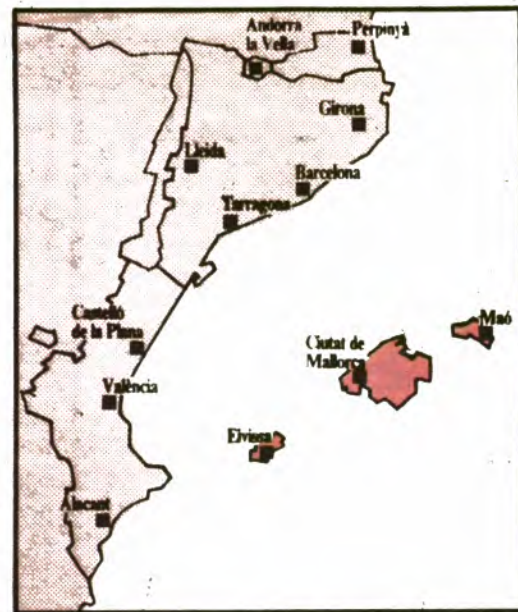 Andorra
la Vella
Perpinyà
Girona
Lleida
Barcelona
Tarragona
Castelló
de la Plana
Maó
Ciutat de
Mallorca
València
Eivissa
Alacant